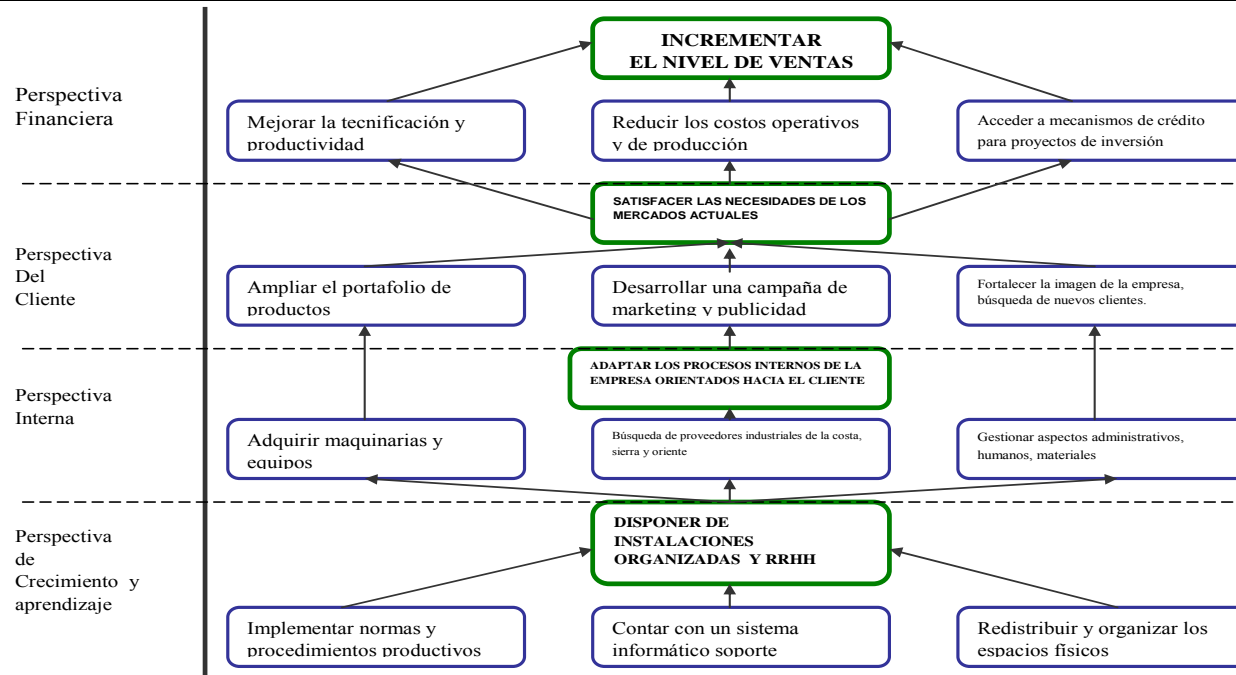 INCREMENTAR
EL NIVEL DE VENTAS
Perspectiva
Financiera
Mejorar la tecnificación y
productividad
Reducir los costos operativos
y de producción
Acceder a mecanismos de crédito
para proyectos de inversión
SATISFACER LAS NECESIDADES DE LOS
MERCADOS ACTUALES
Perspectiva
Del
Cliente
Ampliar el portafolio de
productos
Desarrollar una campaña de
marketing y publicidad
Fortalecer la imagen de la empresa,
búsqueda de nuevos clientes.
ADAPTAR LOS PROCESOS INTERNOS DE LA
EMPRESA ORIENTADOS HACIA EL CLIENTE
Perspectiva
Interna
Adquirir maquinarias y
equipos
Búsqueda de proveedores industriales de la costa,
sierra y oriente
Gestionar aspectos administrativos,
humanos, materiales
DISPONER DE
INSTALACIONES
ORGANIZADAS Y RRHH
Perspectiva
de
Crecimiento y
aprendizaje
Implementar normas y
procedimientos productivos
Contar con un sistema
informático soporte
Redistribuir y organizar los
espacios físicos